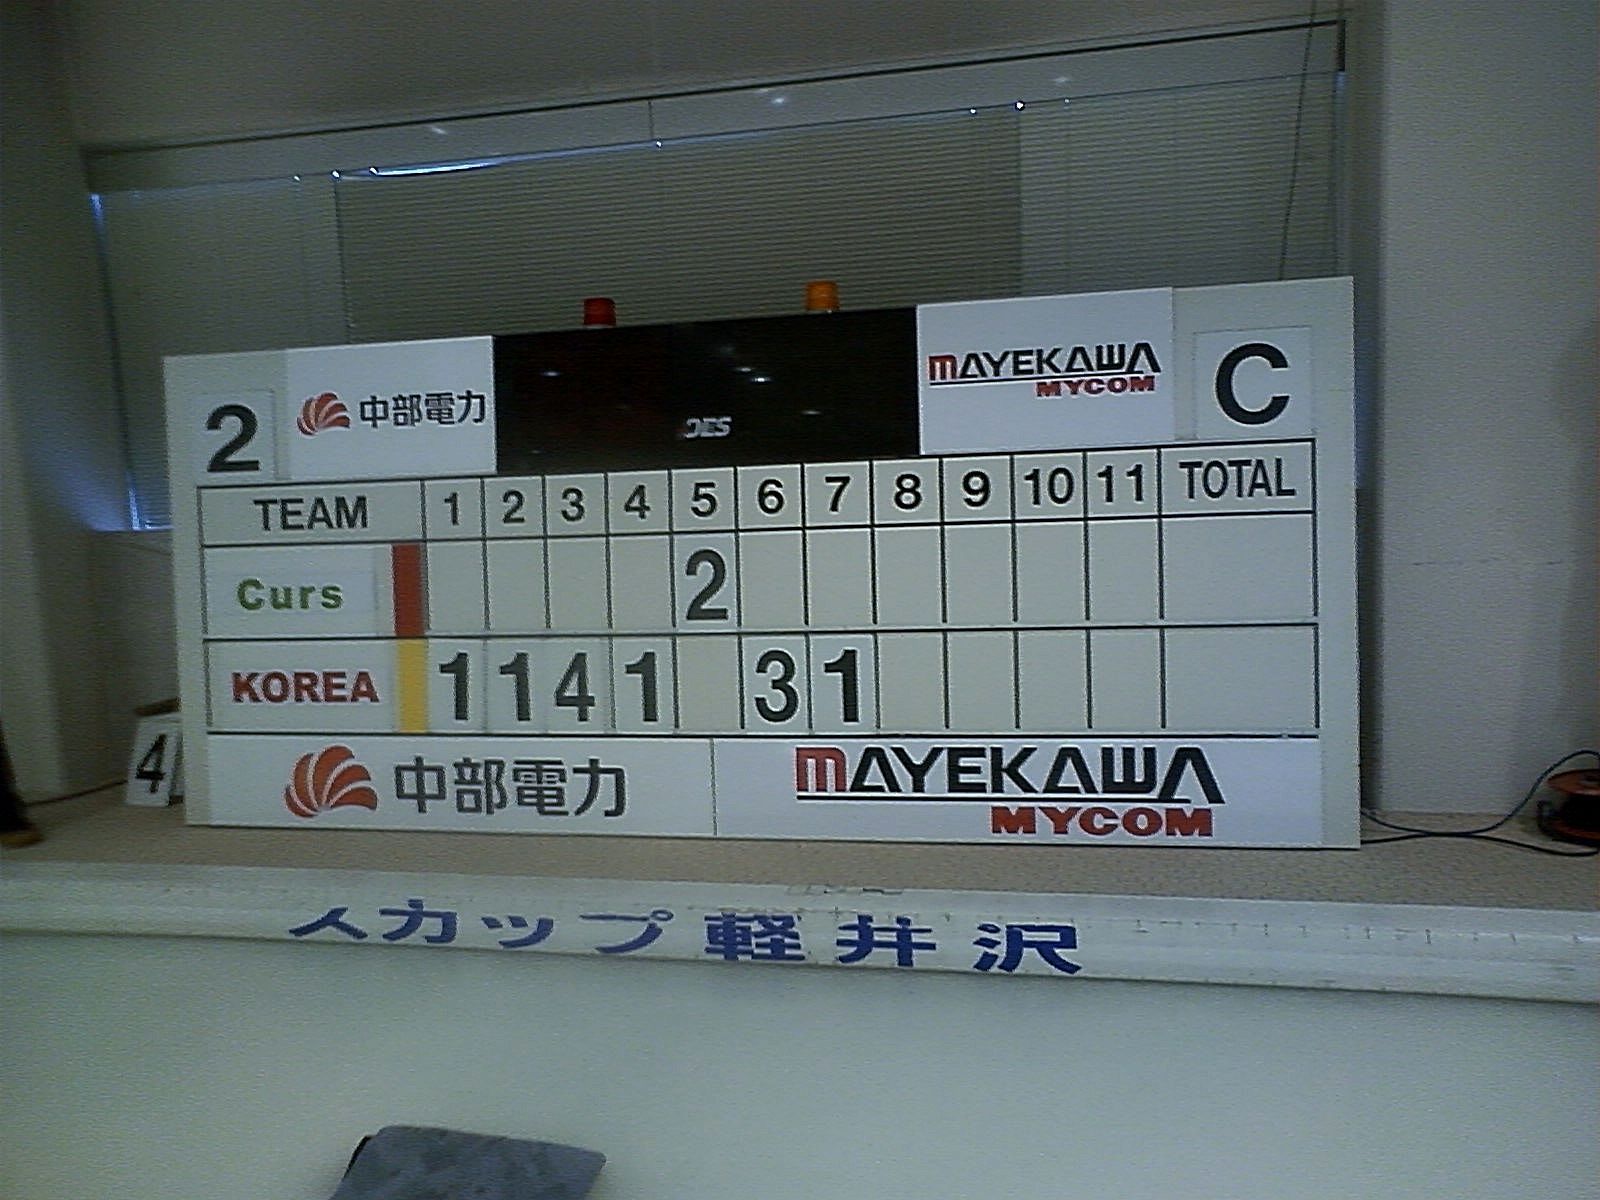 2 中部電力 MAYEKAWA MYCOM C
TEAM 1 2 3 4 5 6 7 8 9 10 11 TOTAL
Curs 2
KOREA 1 1 4 1 3 1
4
中部電力 MAYEKAWA
MYCOM
カップ軽井沢